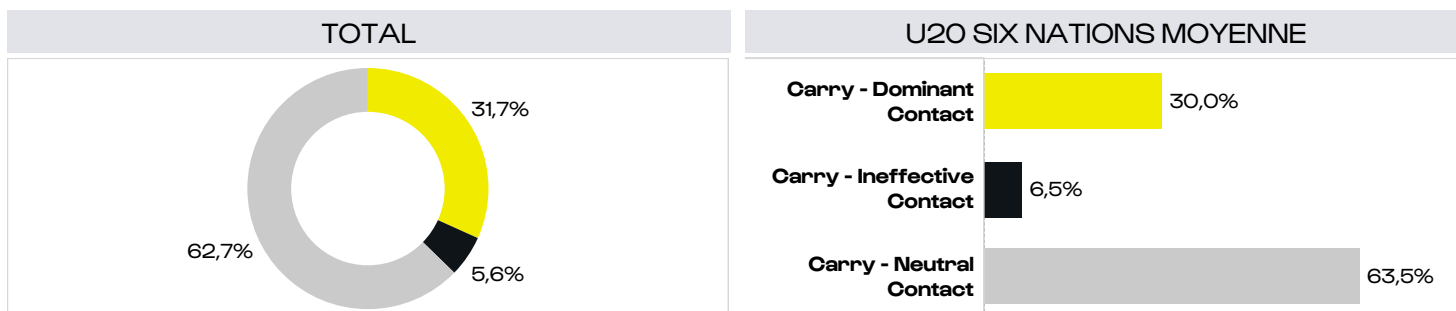 TOTAL
31,7%
62,7%
5,6%
U20 SIX NATIONS MOYENNE
Carry - Dominant
Contact
30,0%
Carry - Ineffective
Contact
6,5%
Carry - Neutral
Contact
63,5%